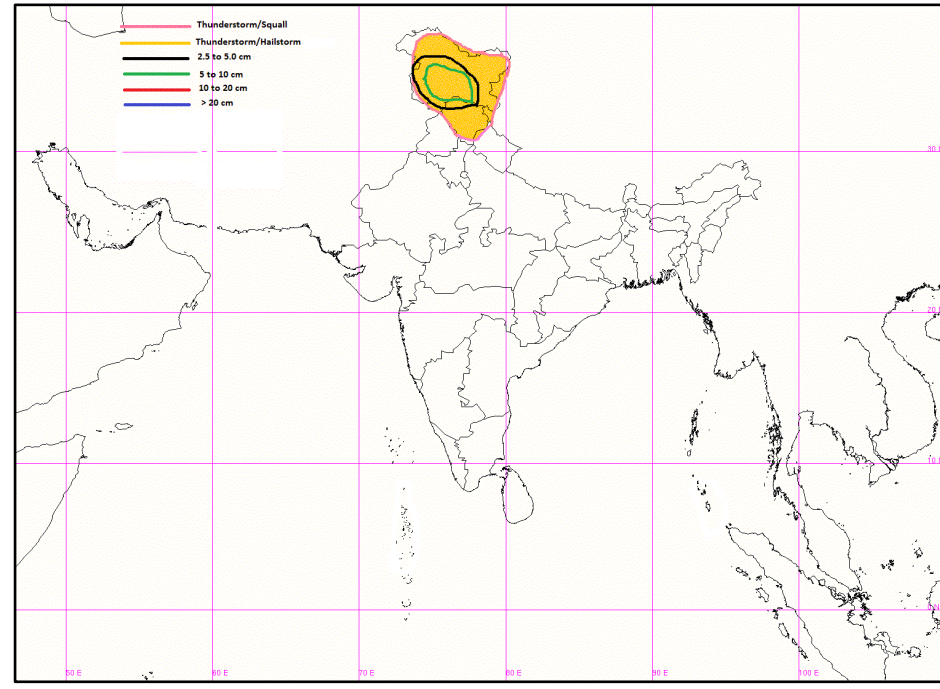 Thunderstorm/Squall
Thunderstorm/Hailstorm
2.5 to 5.0 cm
5 to 10 cm
10 to 20 cm
> 20 cm
30 N
20 N
10 N
0 N
50 E
60 E
70 E
80 E
90 E
100 E